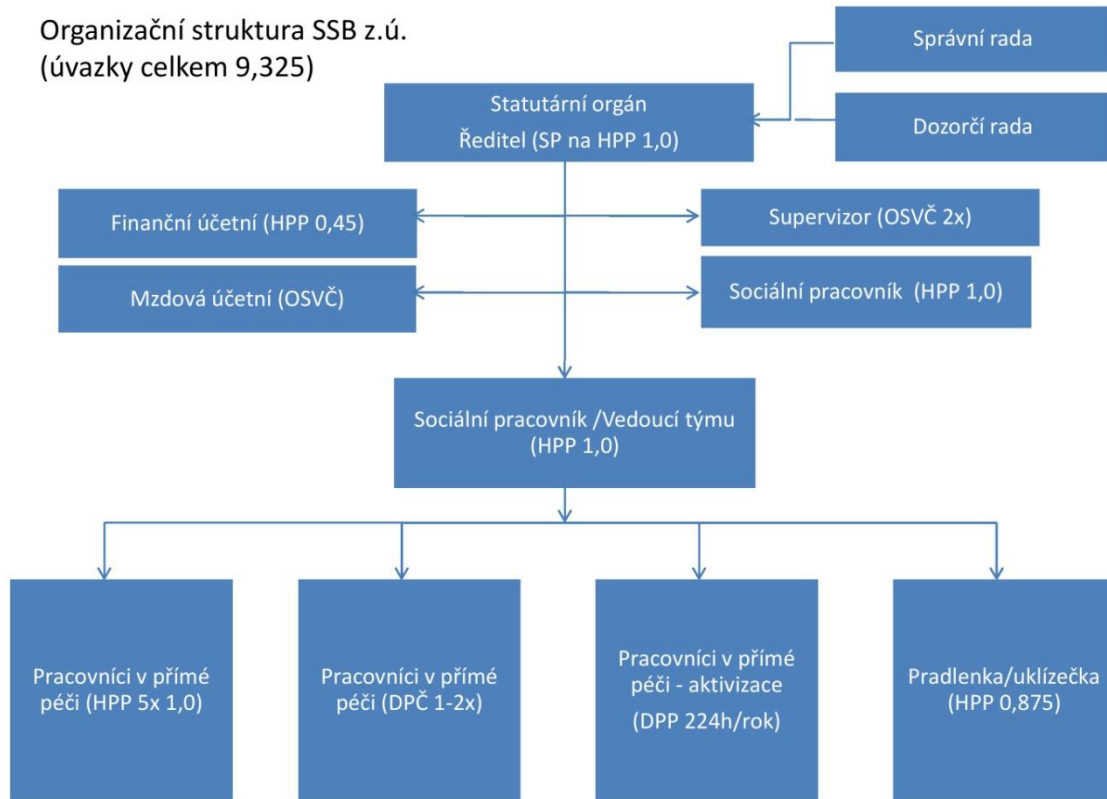 Organizační struktura SSB z.ú.
(úvazky celkem 9,325)
Správní rada
Dozorčí rada
Statutární orgán
Ředitel (SP na HPP 1,0)
Finanční účetní (HPP 0,45)
Supervizor (OSVČ 2x)
Mzdová účetní (OSVČ)
Sociální pracovník (HPP 1,0)
Sociální pracovník /Vedoucí týmu
(HPP 1,0)
Pracovníci v přímé
péči (HPP 5x 1,0)
Pracovníci v přímé
péči (DPČ 1-2x)
Pracovníci v přímé
péči - aktivizace
(DPP 224h/rok)
Pradlenka/uklízečka
(HPP 0,875)